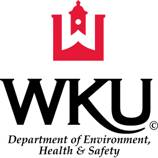 WKU©
Department of Environment,
Health & Safety